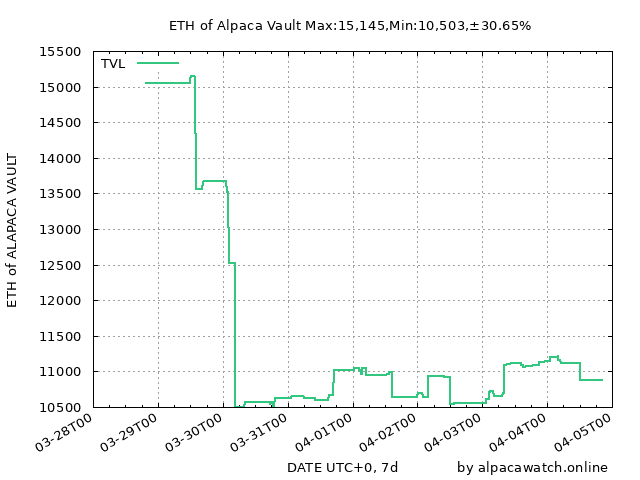 ETH of Alpaca Vault Max:15,145,Min:10,503,±30.65%
TVL
15500
15000
14500
14000
13500
13000
12500
12000
11500
11000
10500
ETH of ALAPACA VAULT
03-28T00
03-29T00
03-30T00
03-31T00
04-01T00
04-02T00
04-03T00
04-04T00
04-05T00
DATE UTC+0, 7d
by alpacawatch.online